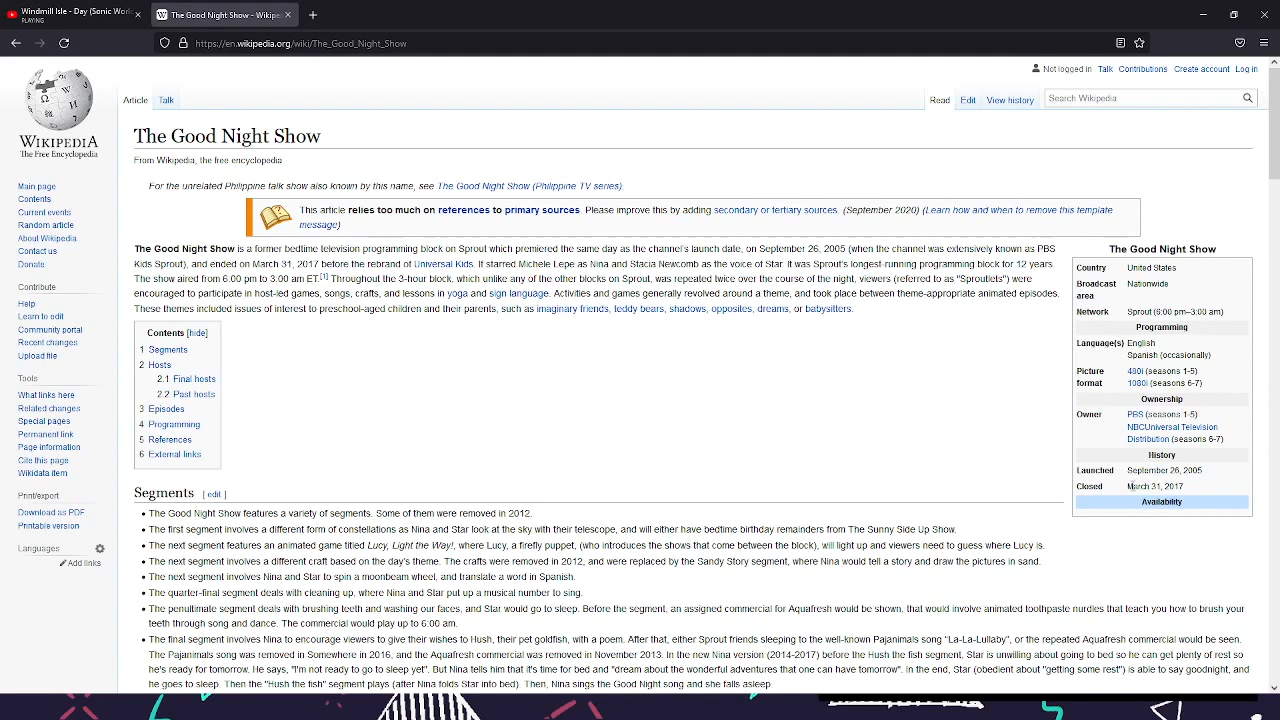 Windmill Isle - Day (Sonic World
PLAYING
The Good Night Show - Wikipe
https://en.wikipedia.org/wiki/The_Good_Night_Show
Not logged in Talk Contributions Create account Log in
Article Talk
Read Edit View history
Search Wikipedia
WIKIPEDIA
The Free Encyclopedia
Main page
Contents
Current events
Random article
About Wikipedia
Contact us
Donate
Contribute
Help
Learn to edit
Community portal
Recent changes
Upload file
Tools
What links here
Related changes
Special pages
Permanent link
Page information
Cite this page
Wikidata item
Print/export
Download as PDF
Printable version
Languages
Add links
The Good Night Show
From Wikipedia, the free encyclopedia
For the unrelated Philippine talk show also known by this name, see The Good Night Show (Philippine TV series)
This article relies too much on references to primary sources. Please improve this by adding secondary or tertiary sources. (September 2020) (Learn how and when to remove this template
message)
The Good Night Show is a former bedtime television programming block on Sprout which premiered the same day as the channel's launch date, on September 26, 2005 (when the channel was extensively known as PBS
Kids Sprout), and ended on March 31, 2017 before the rebrand of Universal Kids. It starred Michele Lepe as Nina and Stacia Newcomb as the voice of Star. It was Sprout's longest-running programming block for 12 years.
The show aired from 6:00 pm to 3:00 am ET.[1] Throughout the 3-hour block, which unlike any of the other blocks on Sprout, was repeated twice over the course of the night, viewers (referred to as "Sproutlets") were
encouraged to participate in host-led games, songs, crafts, and lessons in yoga and sign language. Activities and games generally revolved around a theme, and took place between theme-appropriate animated episodes.
These themes included issues of interest to preschool-aged children and their parents, such as imaginary friends, teddy bears, shadows, opposites, dreams, or babysitters.
Contents [hide]
1 Segments
2 Hosts
2.1 Final hosts
2.2 Past hosts
3 Episodes
4 Programming
5 References
6 External links
The Good Night Show
Country United States
Broadcast Nationwide
area
Network Sprout (6:00 pm–3:00 am)
Programming
Language(s) English
Spanish (occasionally)
Picture 480i (seasons 1-5)
format 1080i (seasons 6-7)
Ownership
Owner PBS (seasons 1-5)
NBCUniversal Television
Distribution (seasons 6-7)
History
Launched September 26, 2005
Closed March 31, 2017
Availability
Segments [ edit ]
• The Good Night Show features a variety of segments. Some of them were removed in 2012.
• The first segment involves a different form of constellations as Nina and Star look at the sky with their telescope, and will either have bedtime birthday remainders from The Sunny Side Up Show.
• The next segment features an animated game titled Lucy, Light the Way!, where Lucy, a firefly puppet, (who introduces the shows that come between the block), will light up and viewers need to guess where Lucy is.
• The next segment involves a different craft based on the day's theme. The crafts were removed in 2012, and were replaced by the Sandy Story segment, where Nina would tell a story and draw the pictures in sand.
• The next segment involves Nina and Star to spin a moonbeam wheel, and translate a word in Spanish.
• The quarter-final segment deals with cleaning up, where Nina and Star put up a musical number to sing.
• The penultimate segment deals with brushing teeth and washing our faces, and Star would go to sleep. Before the segment, an assigned commercial for Aquafresh would be shown, that would involve animated toothpaste nurdles that teach you how to brush your
teeth through song and dance. The commercial would play up to 6:00 am.
• The final segment involves Nina to encourage viewers to give their wishes to Hush, their pet goldfish, with a poem. After that, either Sprout friends sleeping to the well-known Pajanimals song "La-La-Lullaby", or the repeated Aquafresh commercial would be seen.
The Pajanimals song was removed in Somewhere in 2016, and the Aquafresh commercial was removed in November 2013. In the new Nina version (2014-2017) before the Hush the fish segment, Star is unwilling about going to bed so he can get plenty of rest so
he's ready for tomorrow. He says, "I'm not ready to go to sleep yet". But Nina tells him that it's time for bed and "dream about the wonderful adventures that one can have tomorrow". In the end, Star (obedient about "getting some rest") is able to say goodnight, and
he goes to sleep. Then the "Hush the fish" segment plays (after Nina folds Star into bed). Then, Nina sings the Good Night song and she falls asleep.